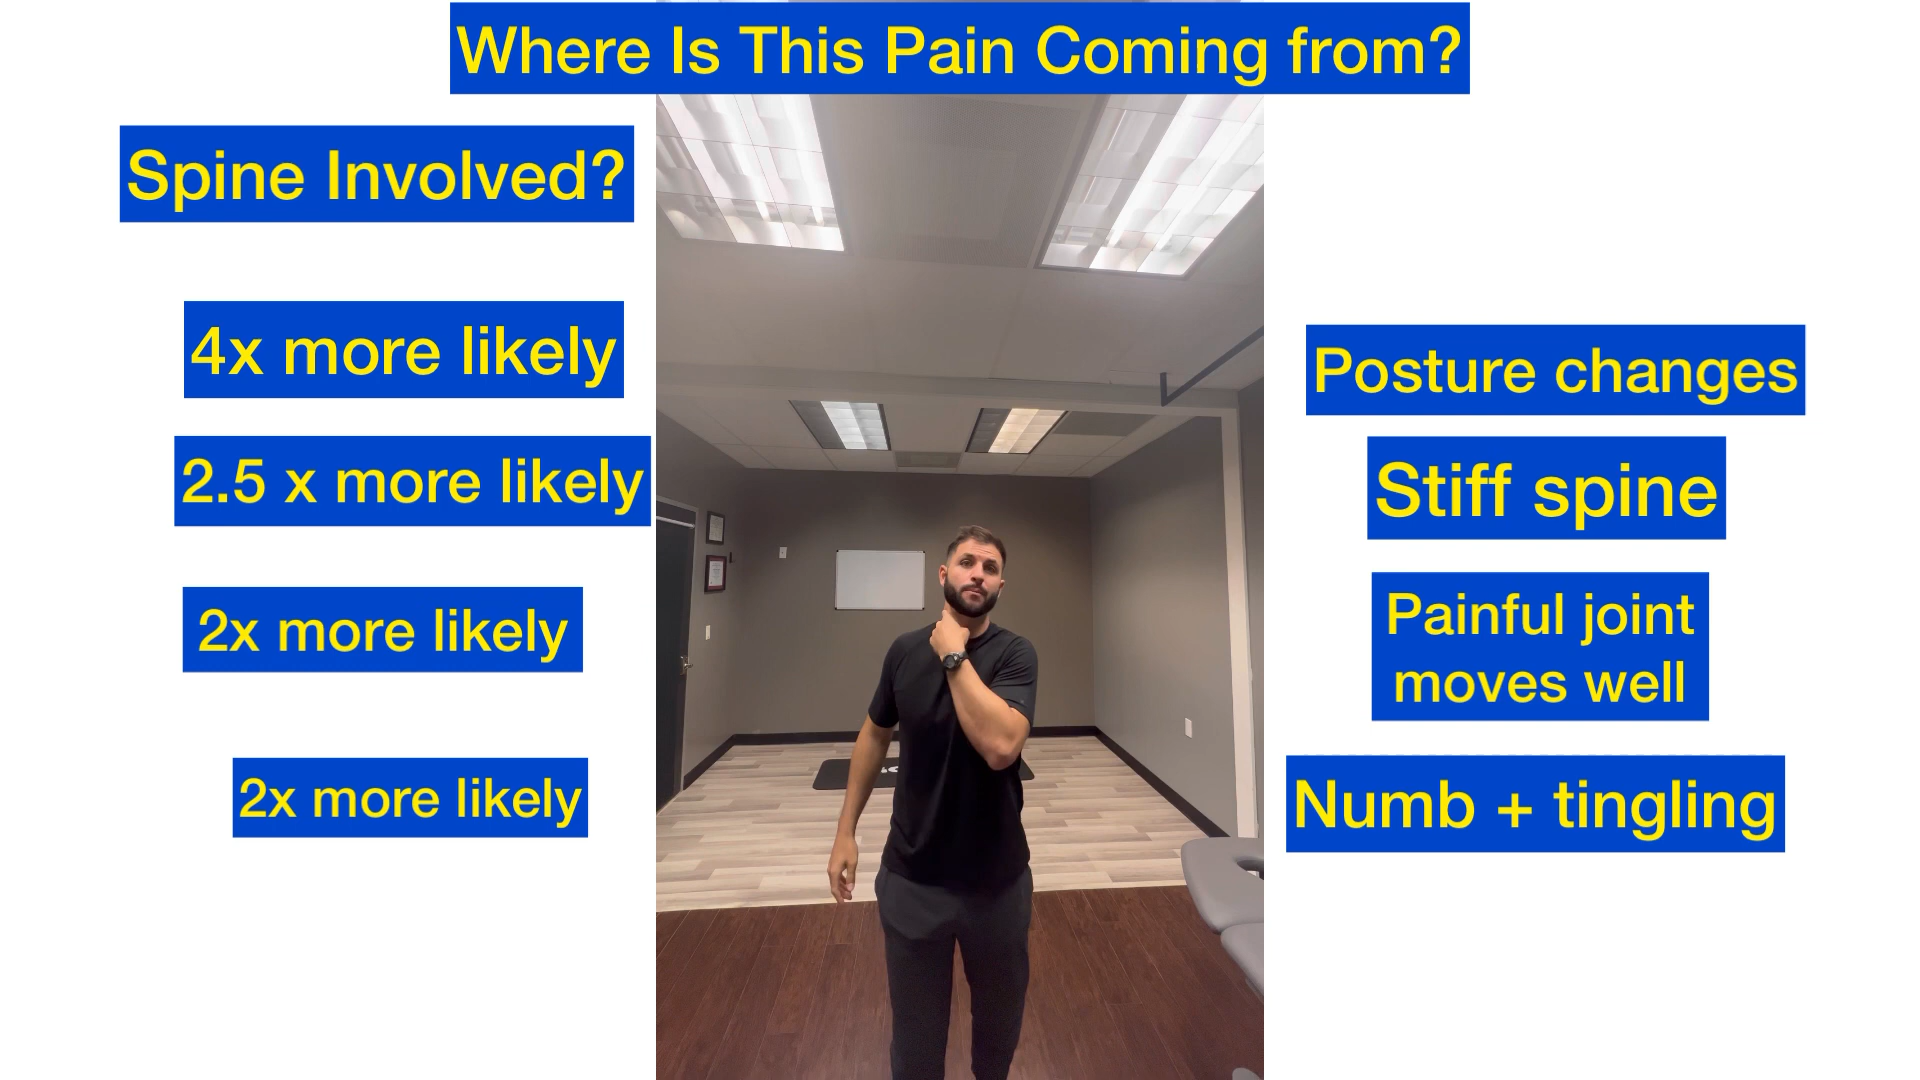 Where Is This Pain Coming from?
Spine Involved?
4x more likely
Posture changes
2.5 x more likely
Stiff spine
2x more likely
Painful joint
moves well
2x more likely
Numb + tingling